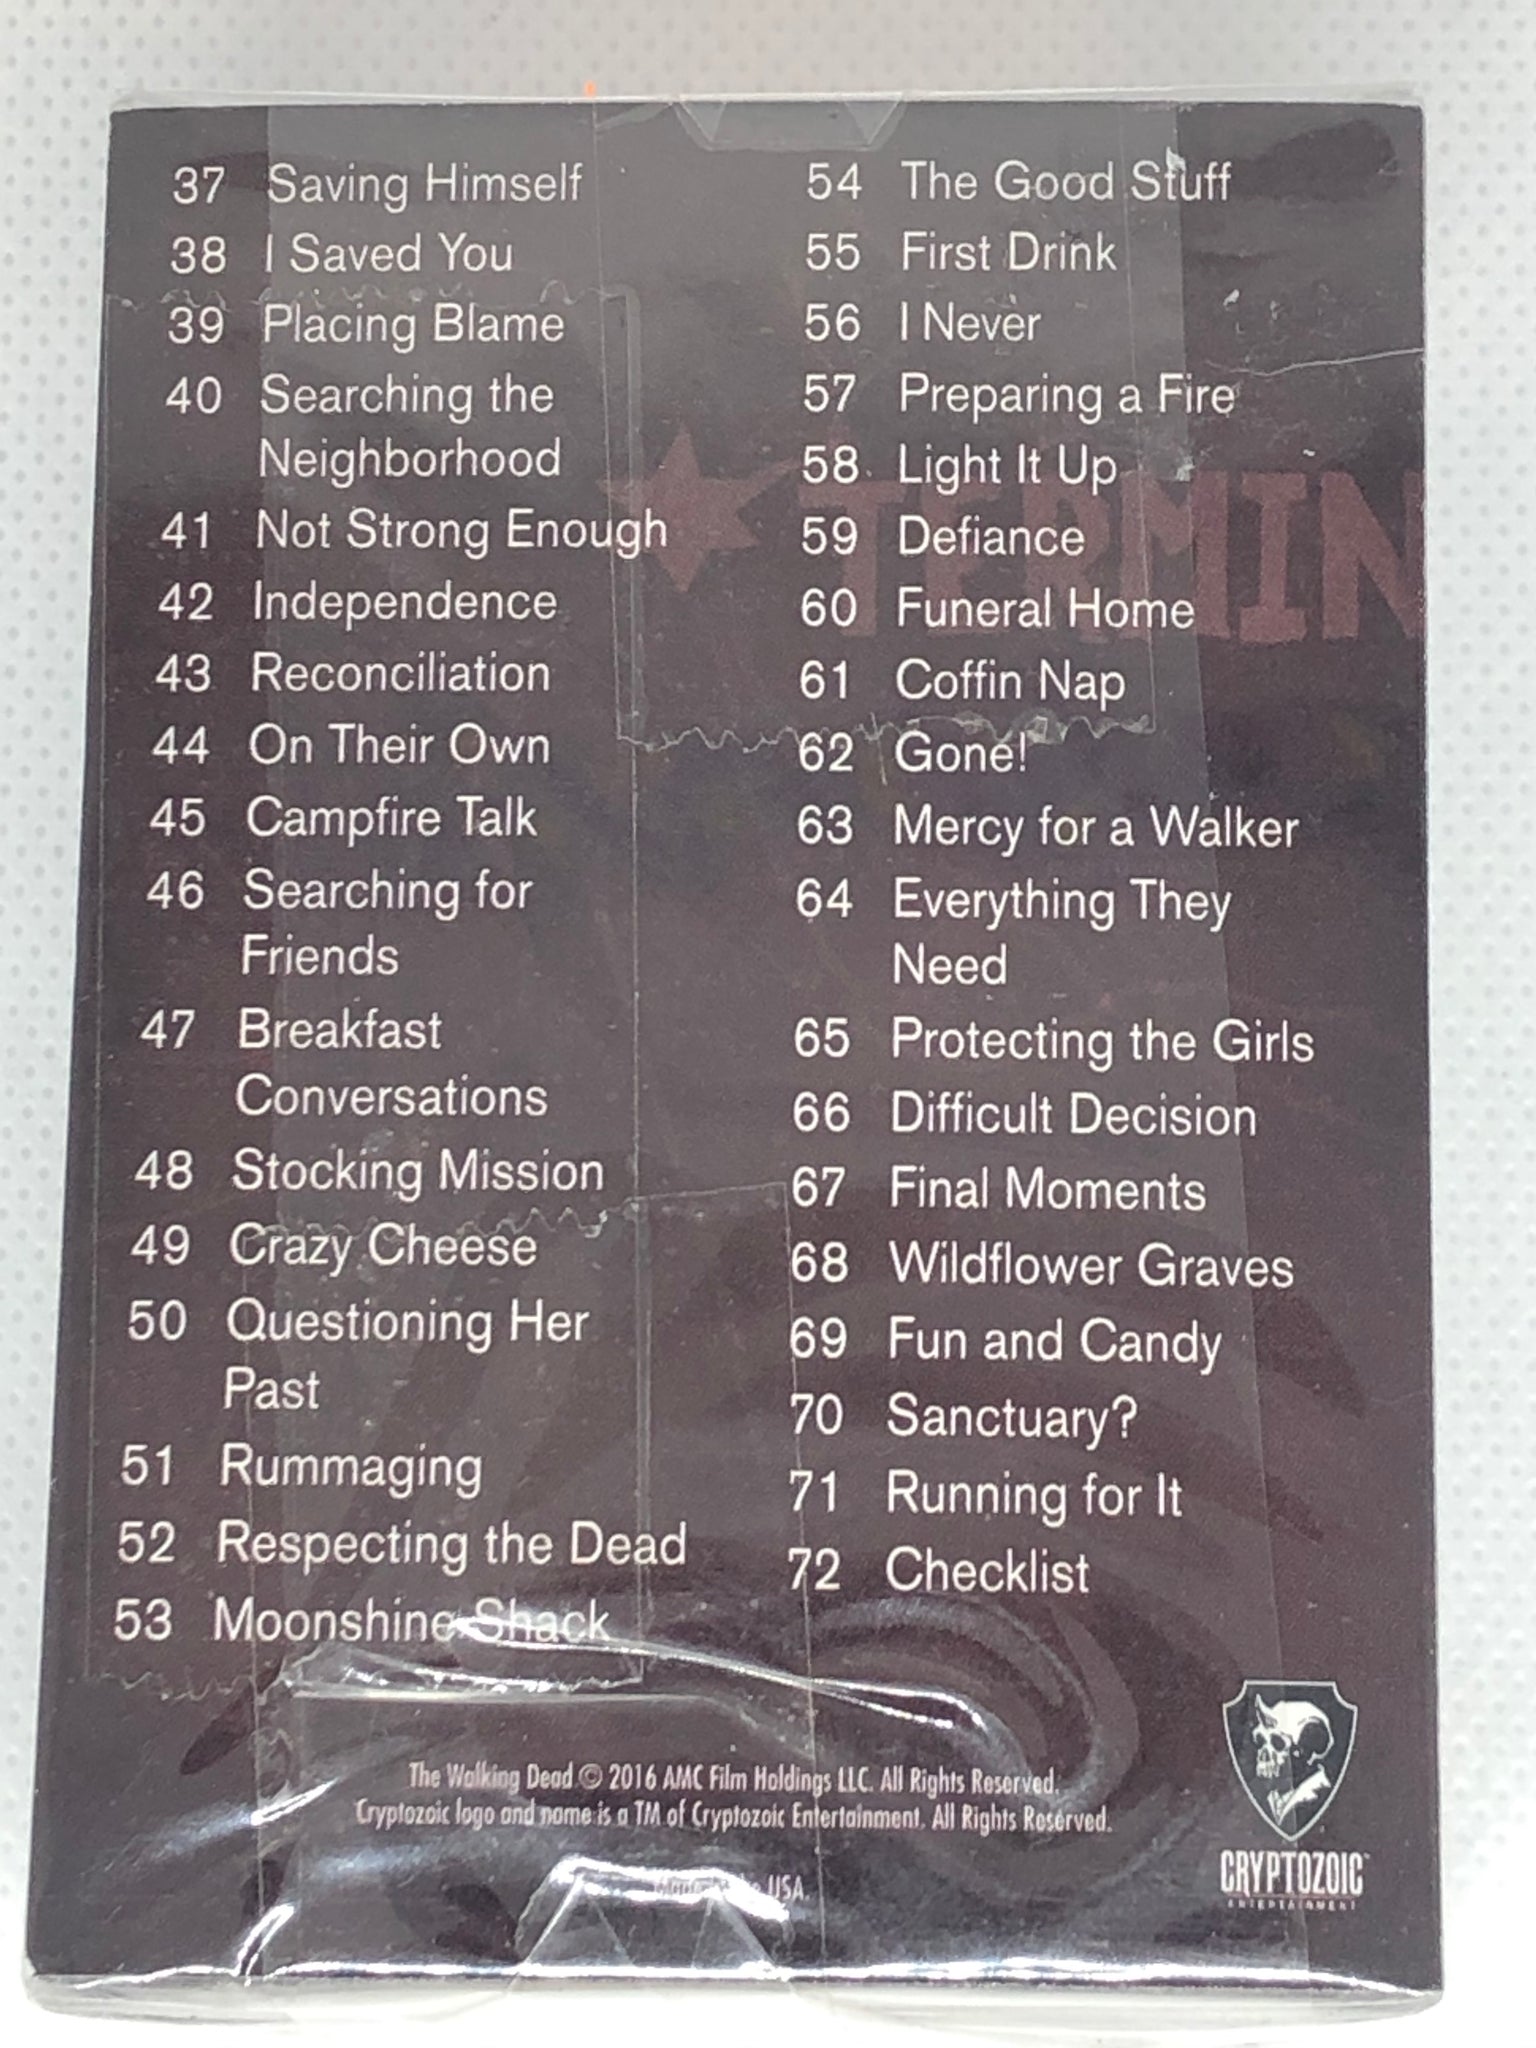 37 Saving Himself
38 I Saved You
39 Placing Blame
40 Searching the
Neighborhood
41 Not Strong Enough
42 Independence
43 Reconciliation
44 On Their Own
45 Campfire Talk
46 Searching for
Friends
47 Breakfast
Conversations
48 Stocking Mission
49 Crazy Cheese
50 Questioning Her
Past
51 Rummaging
52 Respecting the Dead
53 Moonshine Shack
54 The Good Stuff
55 First Drink
56 I Never
57 Preparing a Fire
58 Light It Up
59 Defiance
60 Funeral Home
61 Coffin Nap
62 Gone!
63 Mercy for a Walker
64 Everything They
Need
65 Protecting the Girls
66 Difficult Decision
67 Final Moments
68 Wildflower Graves
69 Fun and Candy
70 Sanctuary?
71 Running for It
72 Checklist
TERMIN
The Walking Dead © 2016 AMC Film Holdings LLC. All Rights Reserved.
Cryptozoic logo and name is a TM of Cryptozoic Entertainment. All Rights Reserved.
USA.
CRYPTOZOIC™
ENTERTAINMENT